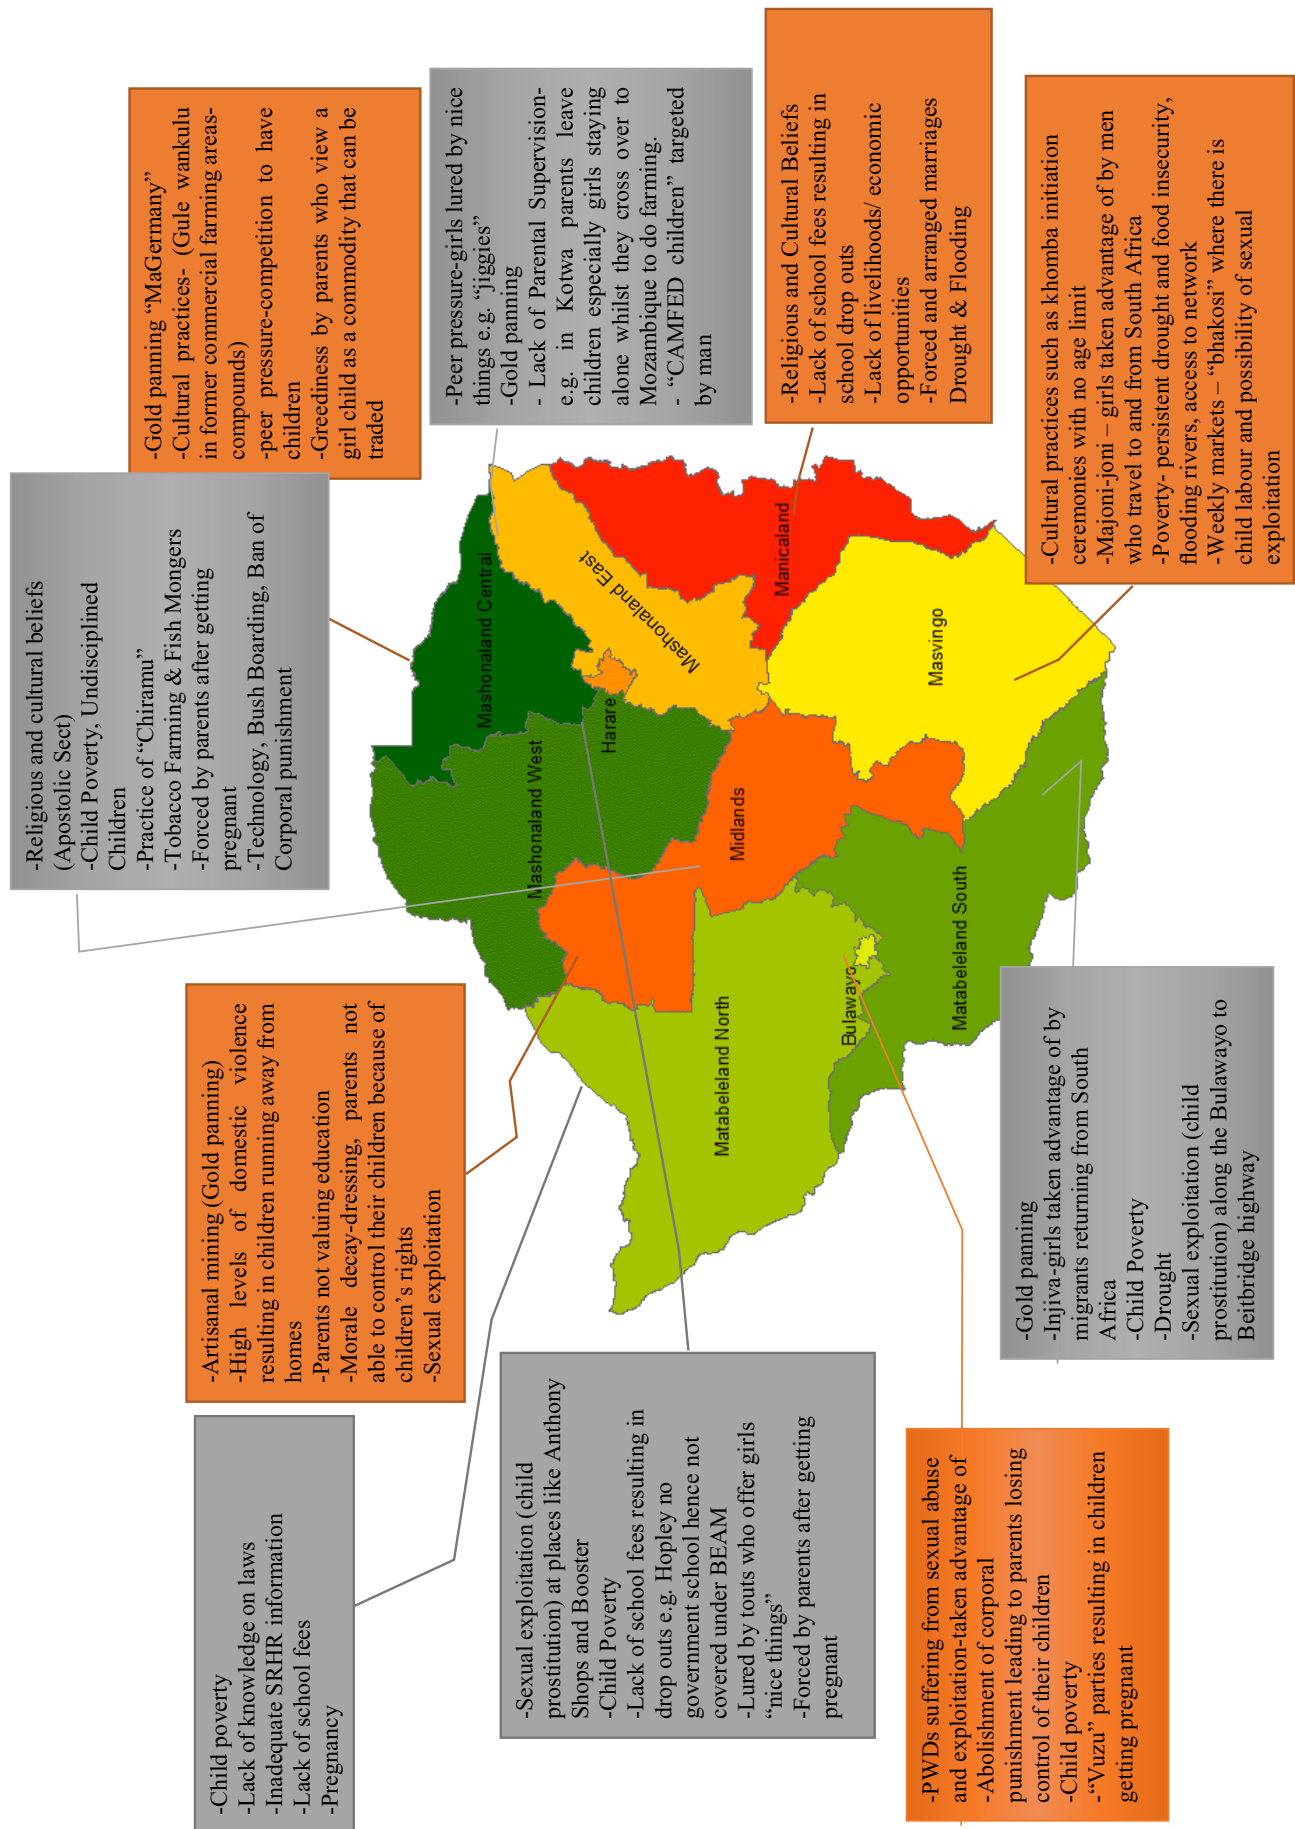 -Child poverty
-Lack of knowledge on laws
-Inadequate SRHR information
-Lack of school fees
-Pregnancy
-Artisanal mining (Gold panning)
-High levels of domestic violence
resulting in children running away from
homes
-Parents not valuing education
-Morale decay-dressing, parents not
able to control their children because of
children’s rights
-Sexual exploitation
-Religious and cultural beliefs
(Apostolic Sect)
-Child Poverty, Undisciplined
Children
-Practice of “Chiramu”
-Tobacco Farming & Fish Mongers
-Forced by parents after getting
pregnant
-Technology, Bush Boarding, Ban of
Corporal punishment
-Gold panning “MaGermany”
-Cultural practices- (Gule wankulu
in former commercial farming areas-
compounds)
-peer pressure-competition to have
children
-Greediness by parents who view a
girl child as a commodity that can be
traded
-Peer pressure-girls lured by nice
things e.g. “jiggies”
-Gold panning
- Lack of Parental Supervision-
e.g. in Kotwa parents leave
children especially girls staying
alone whilst they cross over to
Mozambique to do farming.
- “CAMFED children” targeted
by man
-Religious and Cultural Beliefs
-Lack of school fees resulting in
school drop outs
-Lack of livelihoods/ economic
opportunities
-Forced and arranged marriages
Drought & Flooding
-Cultural practices such as khomba initiation
ceremonies with no age limit
-Majoni-joni – girls taken advantage of by men
who travel to and from South Africa
-Poverty- persistent drought and food insecurity,
flooding rivers, access to network
-Weekly markets – “bhakosi” where there is
child labour and possibility of sexual
exploitation
Mashonaland Central
Mashonaland West
Mashonaland East
Harare
Manicaland
Midlands
Masvingo
Matabeleland North
Bulawayo
Matabeleland South
-Sexual exploitation (child
prostitution) at places like Anthony
Shops and Booster
-Child Poverty
-Lack of school fees resulting in
drop outs e.g. Hopley no
government school hence not
covered under BEAM
-Lured by touts who offer girls
“nice things”
-Forced by parents after getting
pregnant
-PWDs suffering from sexual abuse
and exploitation-taken advantage of
-Abolishment of corporal
punishment leading to parents losing
control of their children
-Child poverty
-“Vuzu” parties resulting in children
getting pregnant
-Gold panning
-Injiva-girls taken advantage of by
migrants returning from South
Africa
-Child Poverty
-Drought
-Sexual exploitation (child
prostitution) along the Bulawayo to
Beitbridge highway